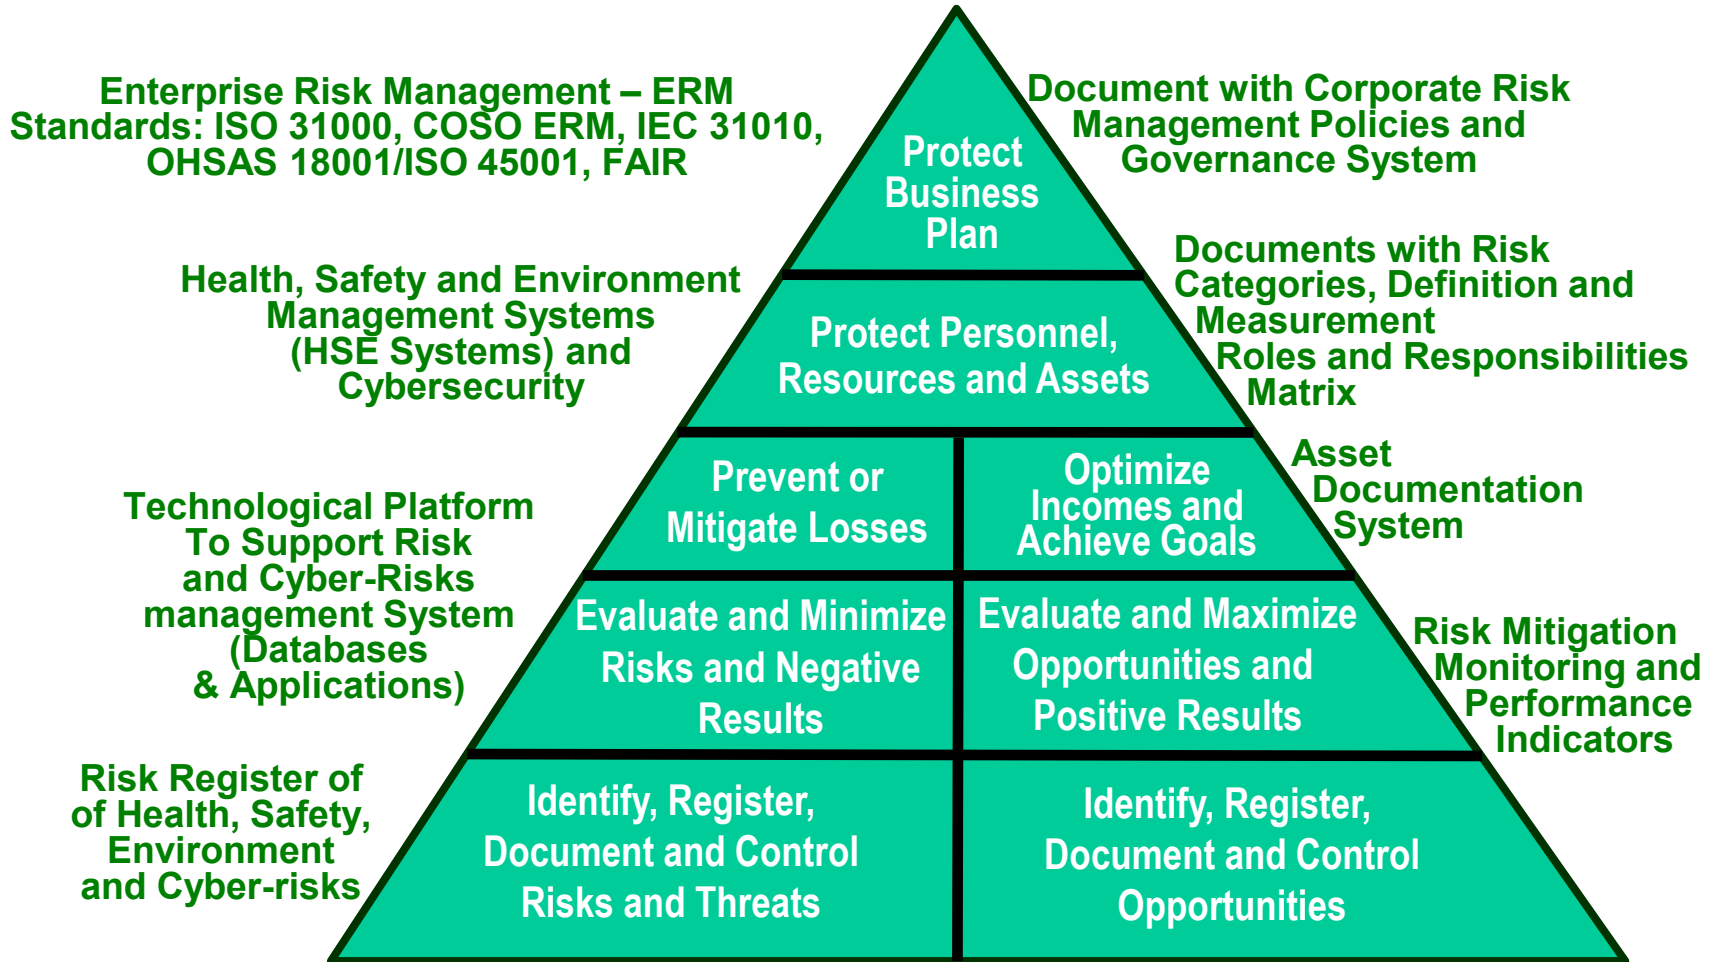 Enterprise Risk Management – ERM
Standards: ISO 31000, COSO ERM, IEC 31010,
OHSAS 18001/ISO 45001, FAIR
Protect
Business
Plan
Document with Corporate Risk
Management Policies and
Governance System
Health, Safety and Environment
Management Systems
(HSE Systems) and
Cybersecurity
Protect Personnel,
Resources and Assets
Documents with Risk
Categories, Definition and
Measurement
Roles and Responsibilities
Matrix
Technological Platform
To Support Risk
and Cyber-Risks
management System
(Databases
& Applications)
Prevent or
Mitigate Losses
Optimize
Incomes and
Achieve Goals
Asset
Documentation
System
Evaluate and Minimize
Risks and Negative
Results
Evaluate and Maximize
Opportunities and
Positive Results
Risk Mitigation
Monitoring and
Performance
Indicators
Risk Register of
of Health, Safety,
Environment
and Cyber-risks
Identify, Register,
Document and Control
Risks and Threats
Identify, Register,
Document and Control
Opportunities